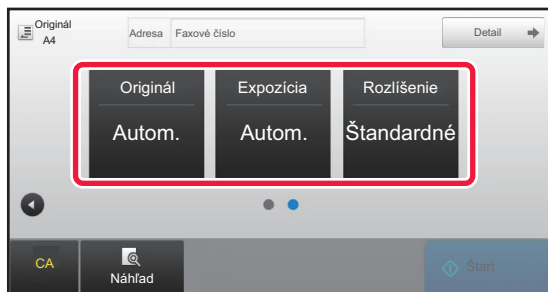 Originál
A4
Adresa Faxové číslo
Detail
Originál Expozícia Rozlíšenie
Autom. Autom. Štandardné
CA
Náhľad
Štart